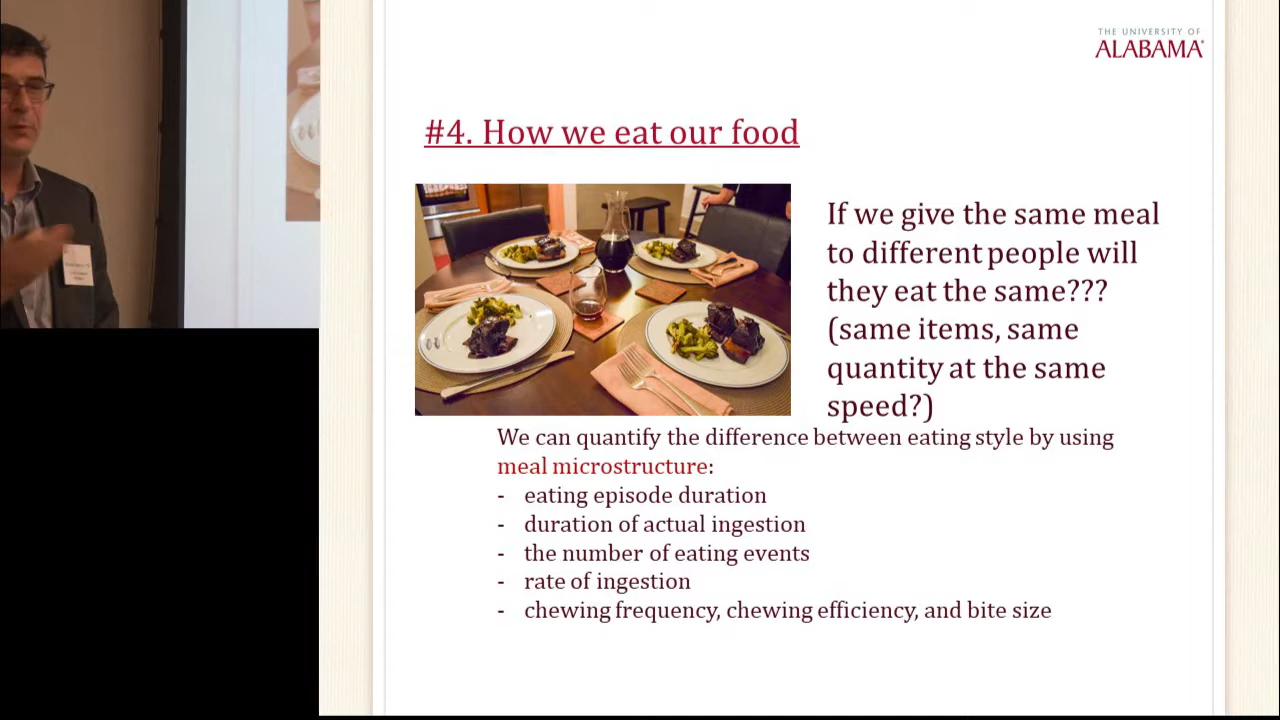 THE UNIVERSITY OF
ALABAMA
#4. How we eat our food
If we give the same meal
to different people will
they eat the same???
(same items, same
quantity at the same
speed?)
We can quantify the difference between eating style by using
meal microstructure:
- eating episode duration
- duration of actual ingestion
- the number of eating events
- rate of ingestion
- chewing frequency, chewing efficiency, and bite size